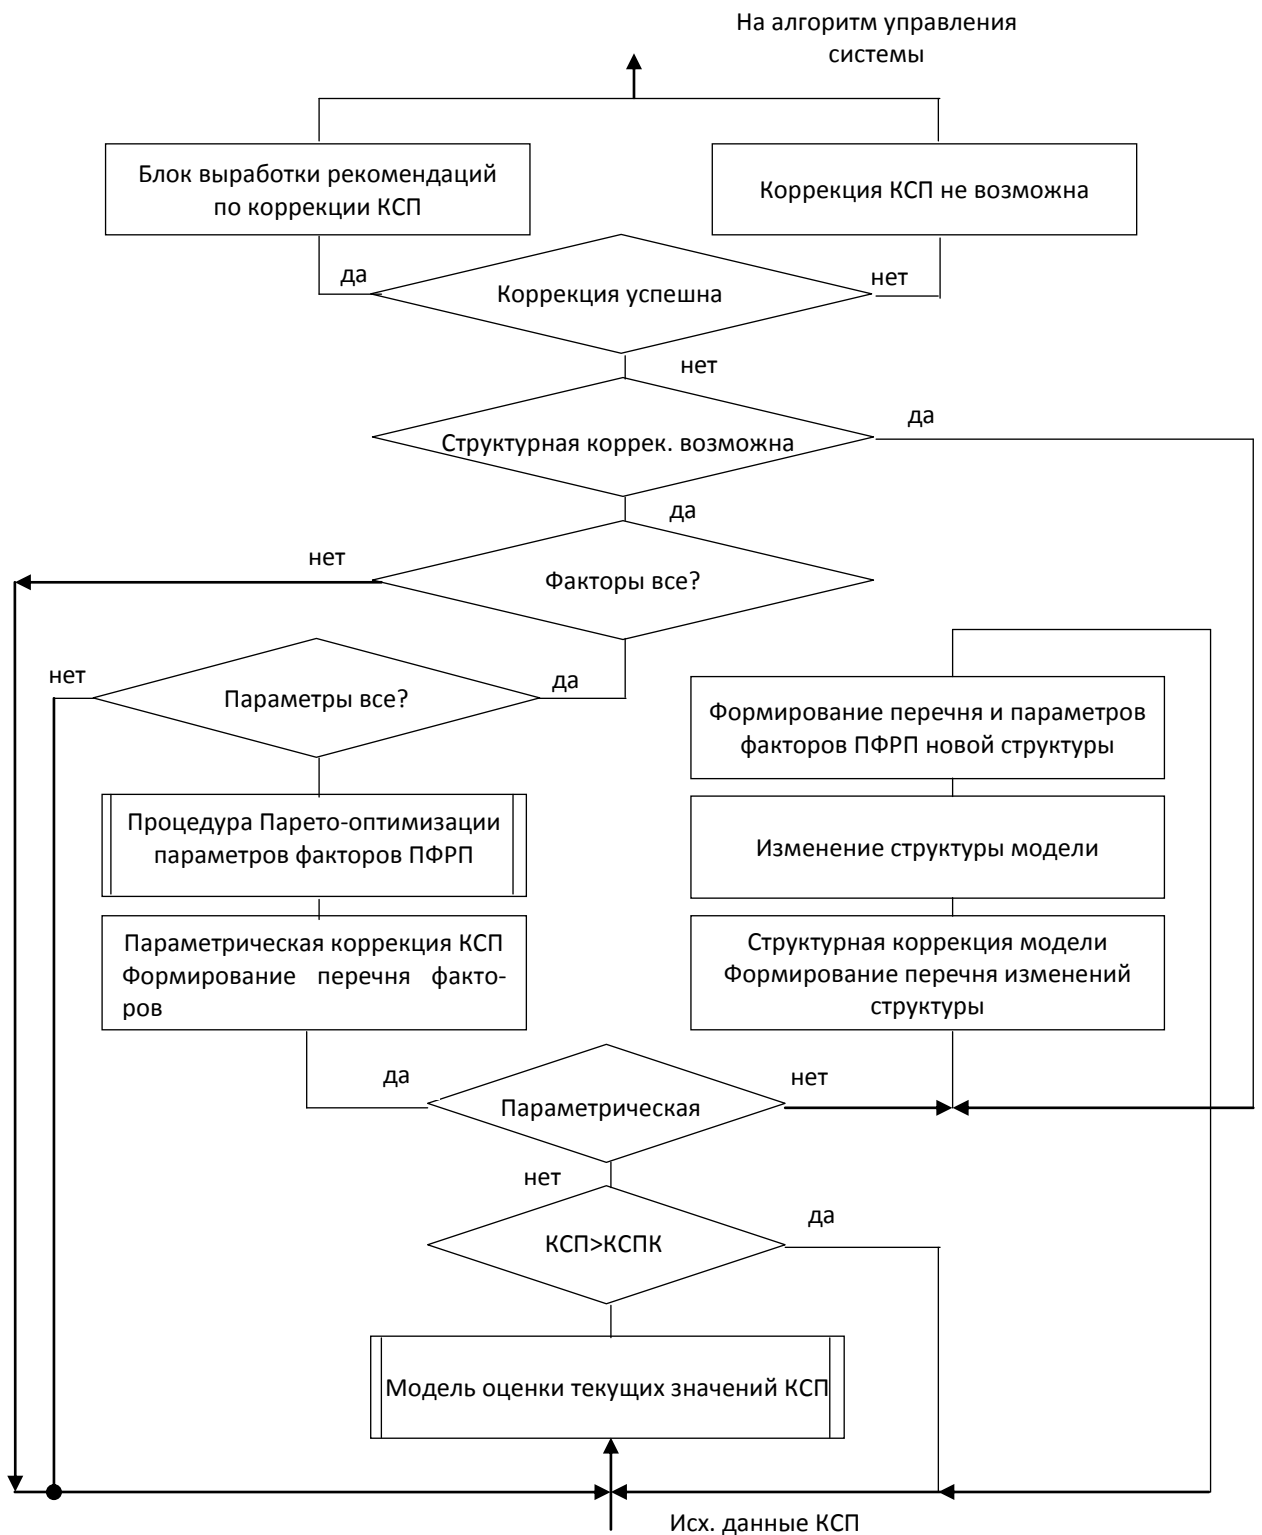 На алгоритм управления
системы
Блок выработки рекомендаций
по коррекции КСП
Коррекция КСП не возможна
да
нет
Коррекция успешна
нет
да
Структурная коррек. возможна
да
нет
Факторы все?
нет
да
Параметры все?
Формирование перечня и параметров
факторов ПФРП новой структуры
Процедура Парето-оптимизации
параметров факторов ПФРП
Изменение структуры модели
Параметрическая коррекция КСП
Формирование перечня факто-
ров
Структурная коррекция модели
Формирование перечня изменений
структуры
да
нет
Параметрическая
нет
да
КСП>КСПК
Модель оценки текущих значений КСП
Исх. данные КСП